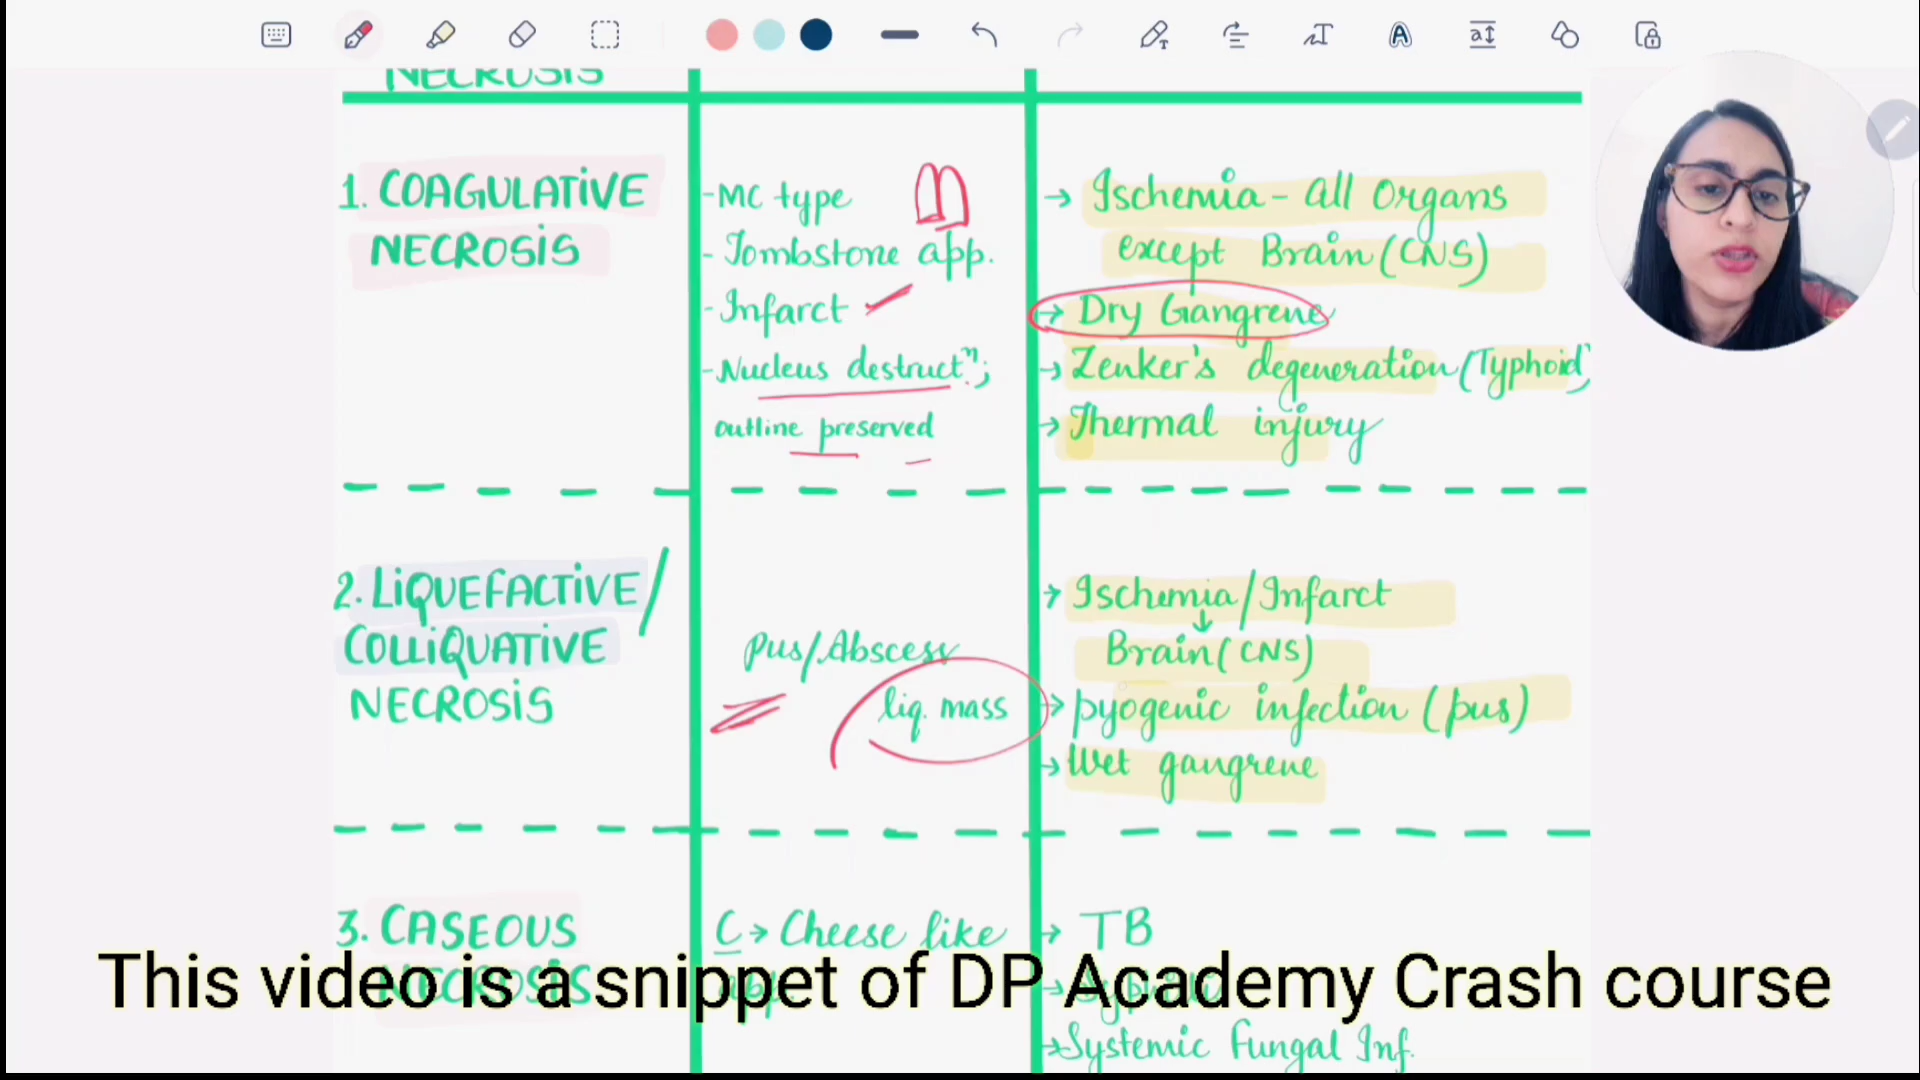 NECROSIS
1. COAGULATIVE
NECROSIS
-MC type
- Tombstone app.
- Infarct
- Nucleus destructⁿ;
outline preserved
→ Ischemia - All Organs
except Brain (CNS)
→ Dry Gangrene
→ Zenker's degeneration (Typhoid)
→ Thermal injury
2. LIQUEFACTIVE/
COLLIQUATIVE
NECROSIS
Pus/Abscess
liq. mass
→ Ischemia/Infarct
↓
Brain (CNS)
→ pyogenic infection (pus)
→ Wet gangrene
3. CASEOUS
NECROSIS
C → Cheese like
app.
→ TB
→ Systemic Fungal Inf.
This video is a snippet of DP Academy Crash course